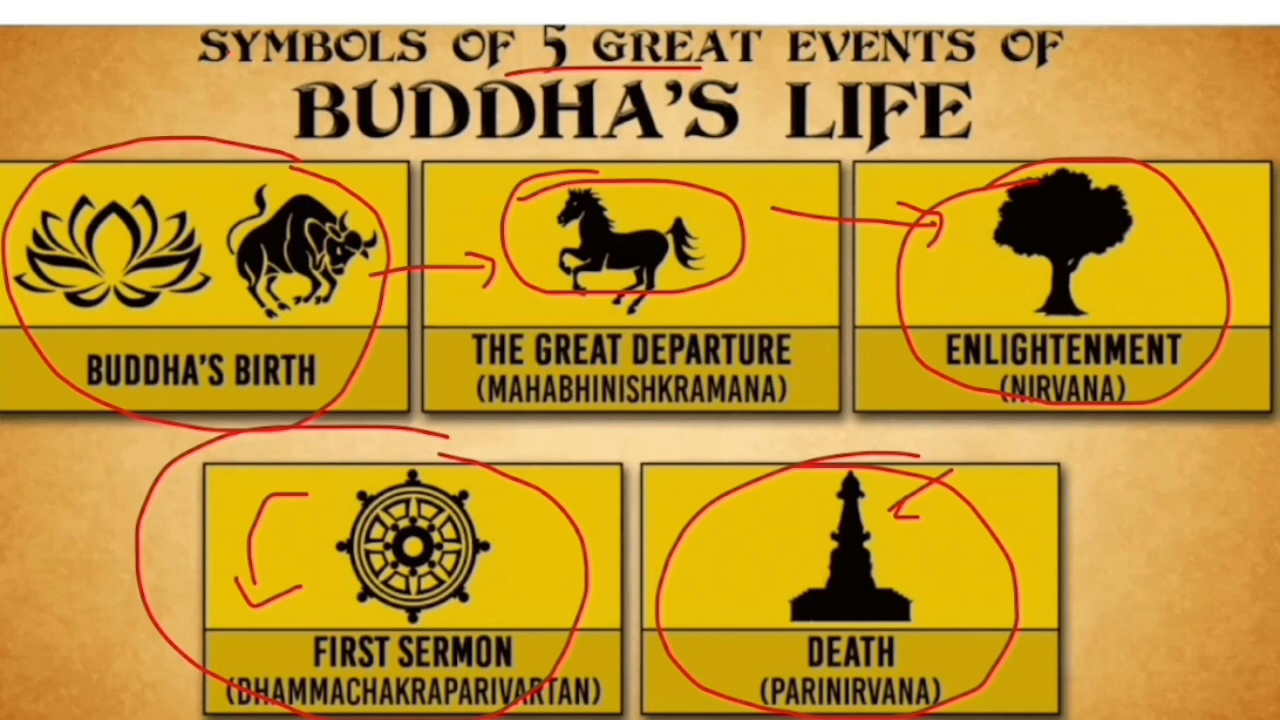 SYMBOLS OF 5 GREAT EVENTS OF
BUDDHA'S LIFE
BUDDHA'S BIRTH
THE GREAT DEPARTURE
(MAHABHINISHKRAMANA)
ENLIGHTENMENT
(NIRVANA)
FIRST SERMON
(DHAMMACHAKRAPARIVARTAN)
DEATH
(PARINIRVANA)